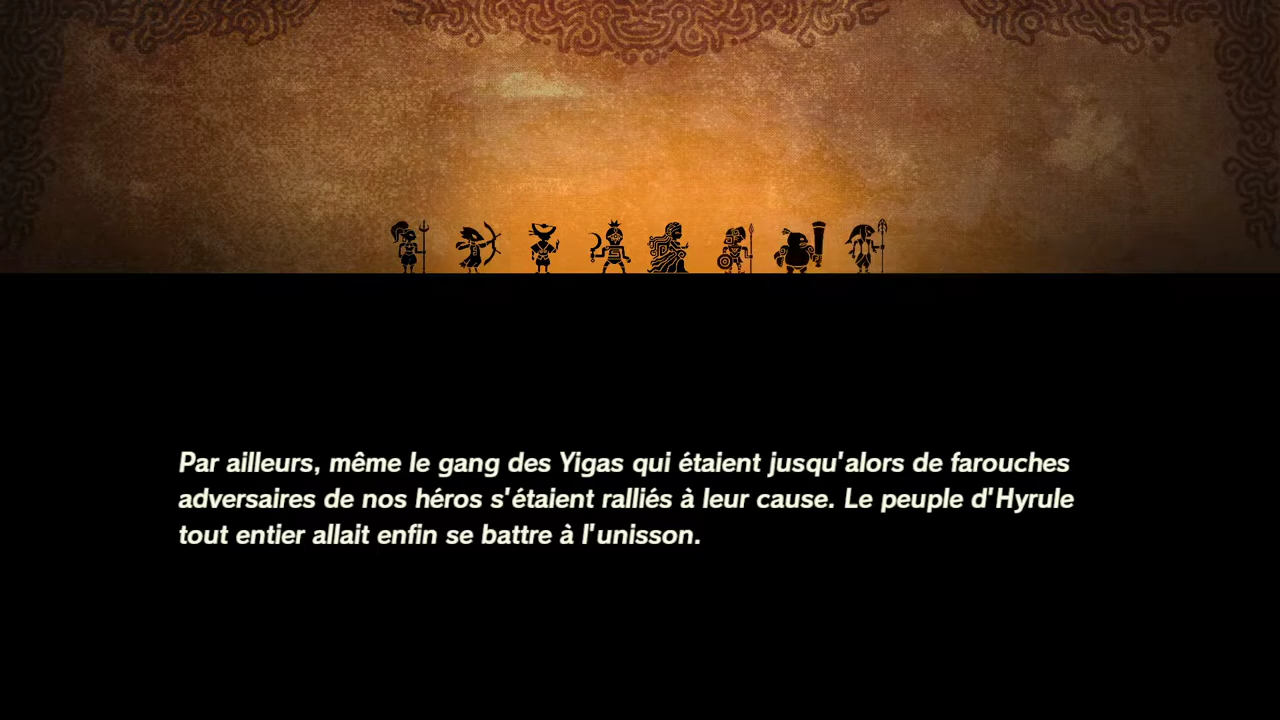 Par ailleurs, même le gang des Yigas qui étaient jusqu'alors de farouches
adversaires de nos héros s'étaient ralliés à leur cause. Le peuple d'Hyrule
tout entier allait enfin se battre à l'unisson.